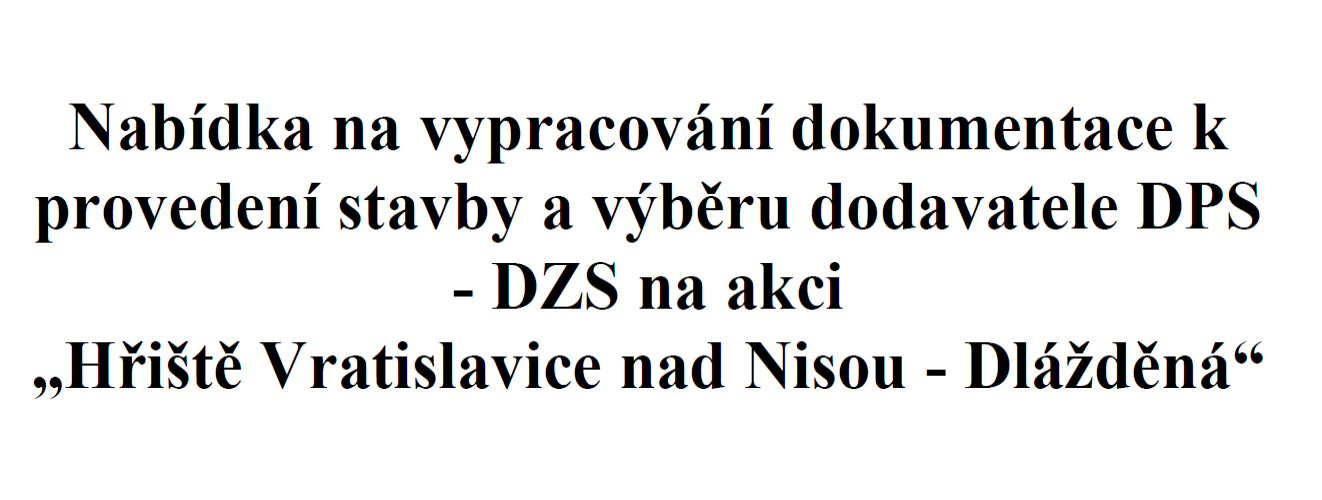 Nabídka na vypracování dokumentace k
provedení stavby a výběru dodavatele DPS
- DZS na akci
„Hřiště Vratislavice nad Nisou - Dlážděná“